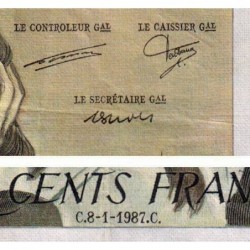 LE CONTROLEUR GAL LE CAISSIER GAL
LE SECRÉTAIRE GAL
CENTS FRAN
C.8-1-1987.C.